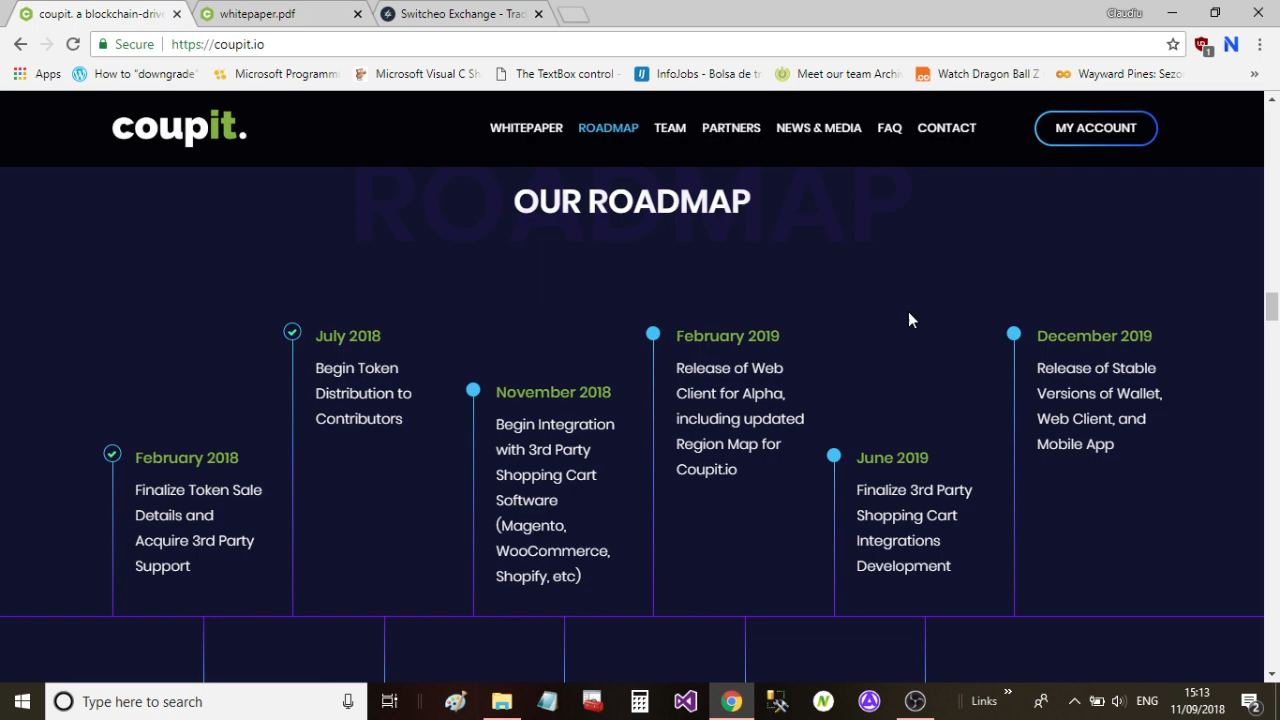 coupit. a blockchain-drive
whitepaper.pdf
Switcheo Exchange - Trac
Claudiu
Secure
https://coupit.io
1
Apps
How to "downgrade"
Microsoft Programm
Microsoft Visual C Sh
The TextBox control -
InfoJobs - Bolsa de tr
Meet our team Archiv
Watch Dragon Ball Z
Wayward Pines: Sezo
coupit.
WHITEPAPER
ROADMAP
TEAM
PARTNERS
NEWS & MEDIA
FAQ
CONTACT
MY ACCOUNT
ROADMAP
OUR ROADMAP
February 2018
Finalize Token Sale
Details and
Acquire 3rd Party
Support
July 2018
Begin Token
Distribution to
Contributors
November 2018
Begin Integration
with 3rd Party
Shopping Cart
Software
(Magento,
WooCommerce,
Shopify, etc)
February 2019
Release of Web
Client for Alpha,
including updated
Region Map for
Coupit.io
June 2019
Finalize 3rd Party
Shopping Cart
Integrations
Development
December 2019
Release of Stable
Versions of Wallet,
Web Client, and
Mobile App
Type here to search
Links
ENG
15:13
11/09/2018
2